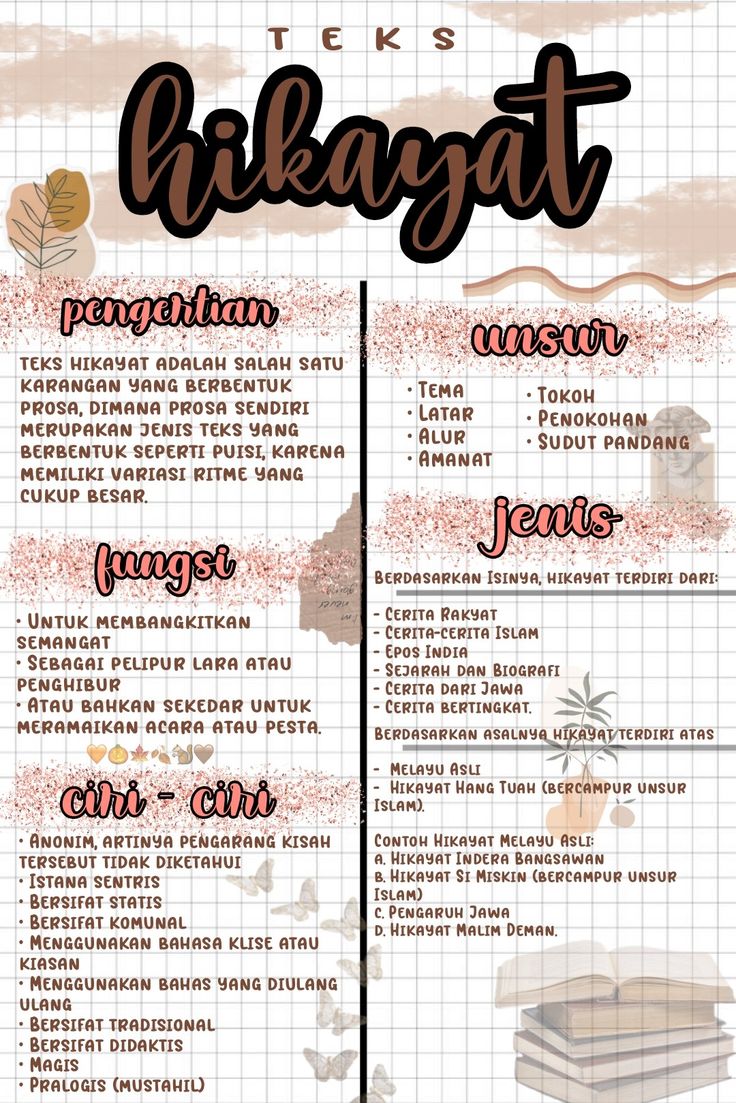 TEKS
hikayat
pengertian
TEKS HIKAYAT ADALAH SALAH SATU
KARANGAN YANG BERBENTUK
PROSA, DIMANA PROSA SENDIRI
MERUPAKAN JENIS TEKS YANG
BERBENTUK SEPERTI PUISI, KARENA
MEMILIKI VARIASI RITME YANG
CUKUP BESAR.
fungsi
• UNTUK MEMBANGKITKAN
SEMANGAT
• SEBAGAI PELIPUR LARA ATAU
PENGHIBUR
• ATAU BAHKAN SEKEDAR UNTUK
MERAMAIKAN ACARA ATAU PESTA.
🧡🎃🍁🍂🐿🤎
ciri - ciri
• ANONIM, ARTINYA PENGARANG KISAH
TERSEBUT TIDAK DIKETAHUI
• ISTANA SENTRIS
• BERSIFAT STATIS
• BERSIFAT KOMUNAL
• MENGGUNAKAN BAHASA KLISE ATAU
KIASAN
• MENGGUNAKAN BAHAS YANG DIULANG
ULANG
• BERSIFAT TRADISIONAL
• BERSIFAT DIDAKTIS
• MAGIS
• PRALOGIS (MUSTAHIL)
unsur
• TEMA
• LATAR
• ALUR
• AMANAT
• TOKOH
• PENOKOHAN
• SUDUT PANDANG
jenis
BERDASARKAN ISINYA, HIKAYAT TERDIRI DARI:
- CERITA RAKYAT
- CERITA-CERITA ISLAM
- EPOS INDIA
- SEJARAH DAN BIOGRAFI
- CERITA DARI JAWA
- CERITA BERTINGKAT.
BERDASARKAN ASALNYA HIKAYAT TERDIRI ATAS
- MELAYU ASLI
- HIKAYAT HANG TUAH (BERCAMPUR UNSUR
ISLAM).
CONTOH HIKAYAT MELAYU ASLI:
A. HIKAYAT INDERA BANGSAWAN
B. HIKAYAT SI MISKIN (BERCAMPUR UNSUR
ISLAM)
C. PENGARUH JAWA
D. HIKAYAT MALIM DEMAN.